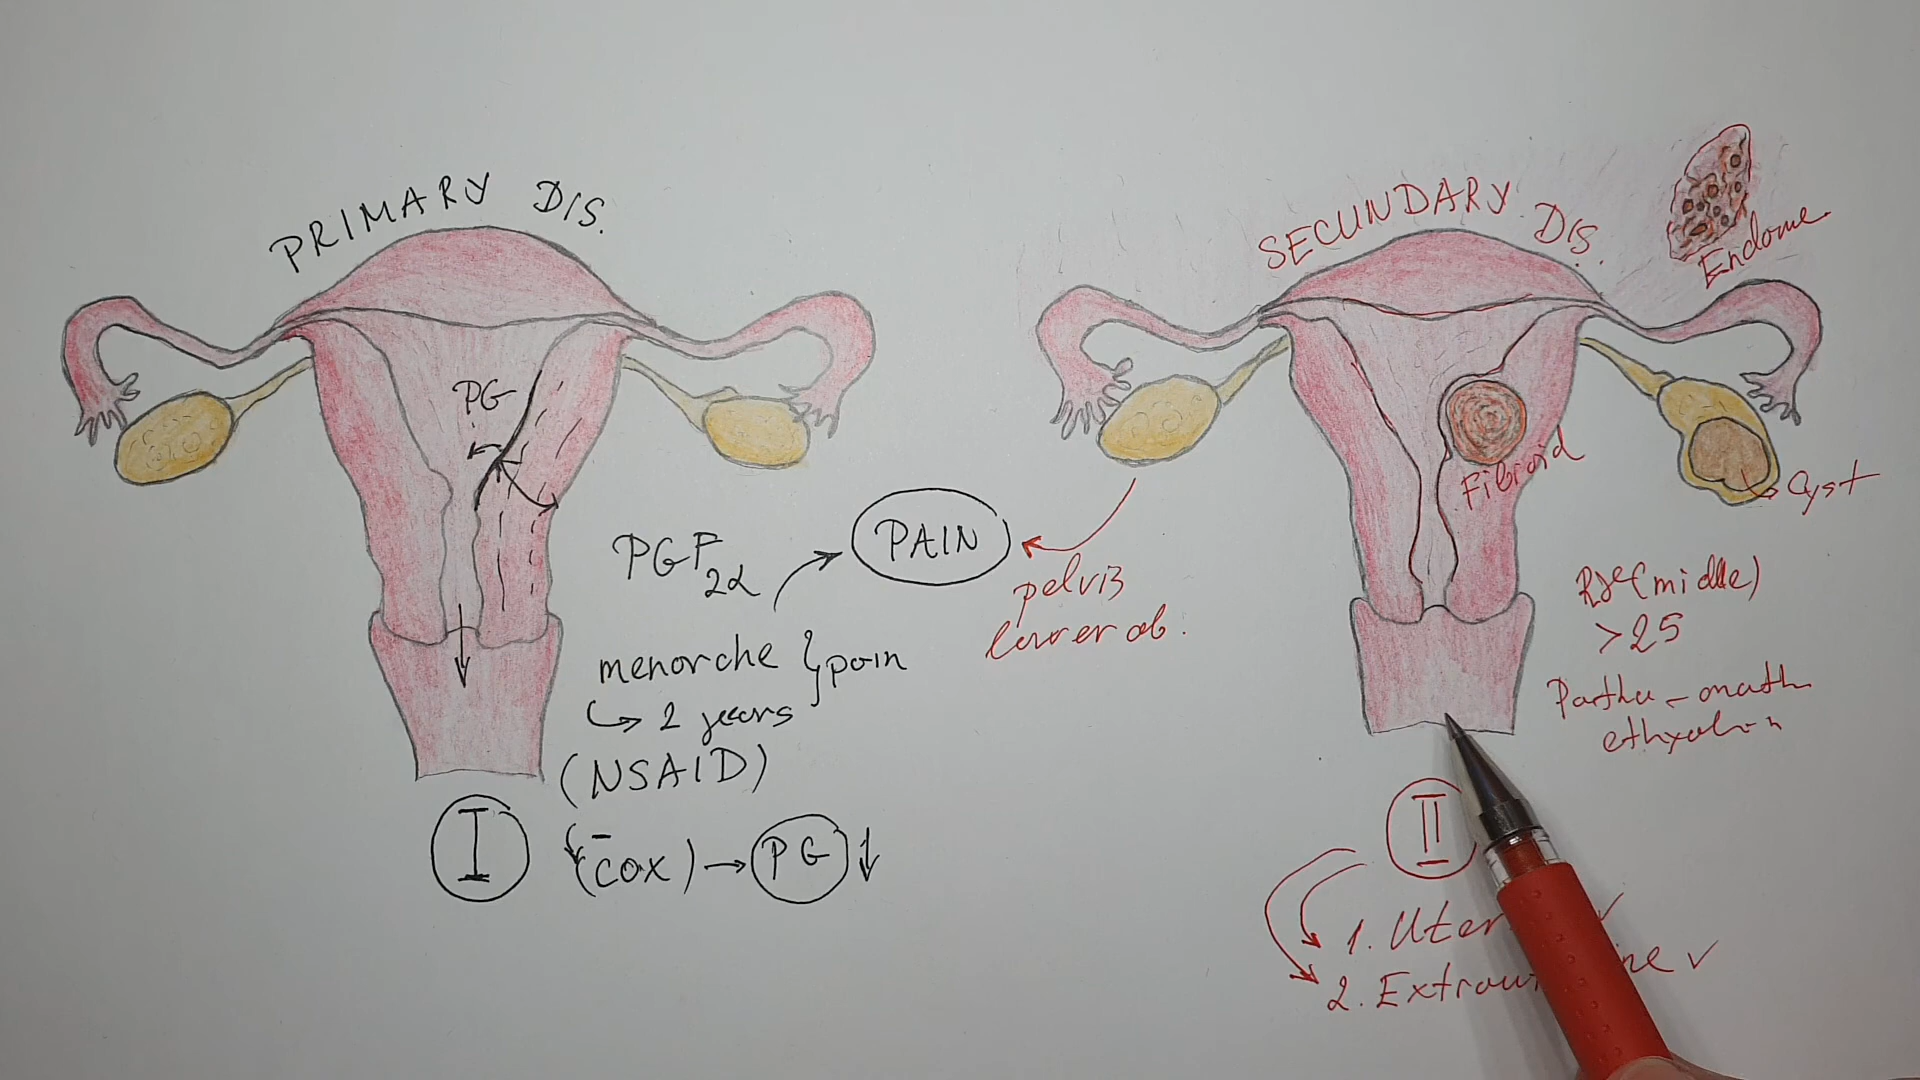 PRIMARY DIS.
PG
PGF2α
menorche } pain
↳ 2 years
(NSAID)
I
(cox) → PG ↓
PAIN
pelvis
lower ab.
SECUNDARY DIS.
Endome
Fibroid
Cyst
(midle)
>25
II
1. Uter
2. Extrau ne ✓